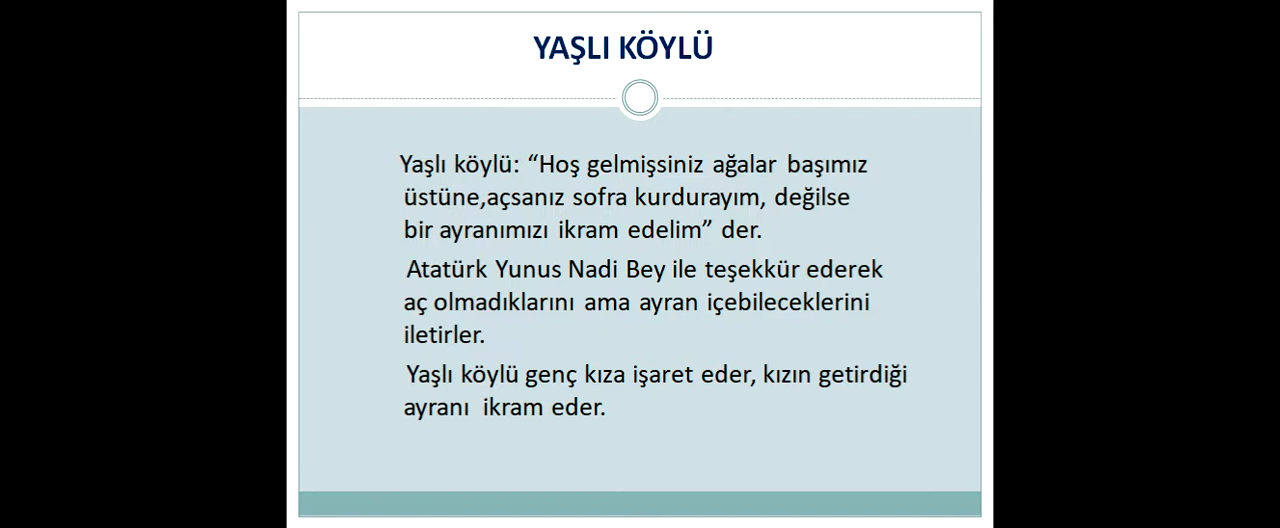 YAŞLI KÖYLÜ
Yaşlı köylü: “Hoş gelmişsiniz ağalar başımız
üstüne,açsanız sofra kurdurayım, değilse
bir ayranımızı ikram edelim” der.
Atatürk Yunus Nadi Bey ile teşekkür ederek
aç olmadıklarını ama ayran içebileceklerini
iletirler.
Yaşlı köylü genç kıza işaret eder, kızın getirdiği
ayranı ikram eder.